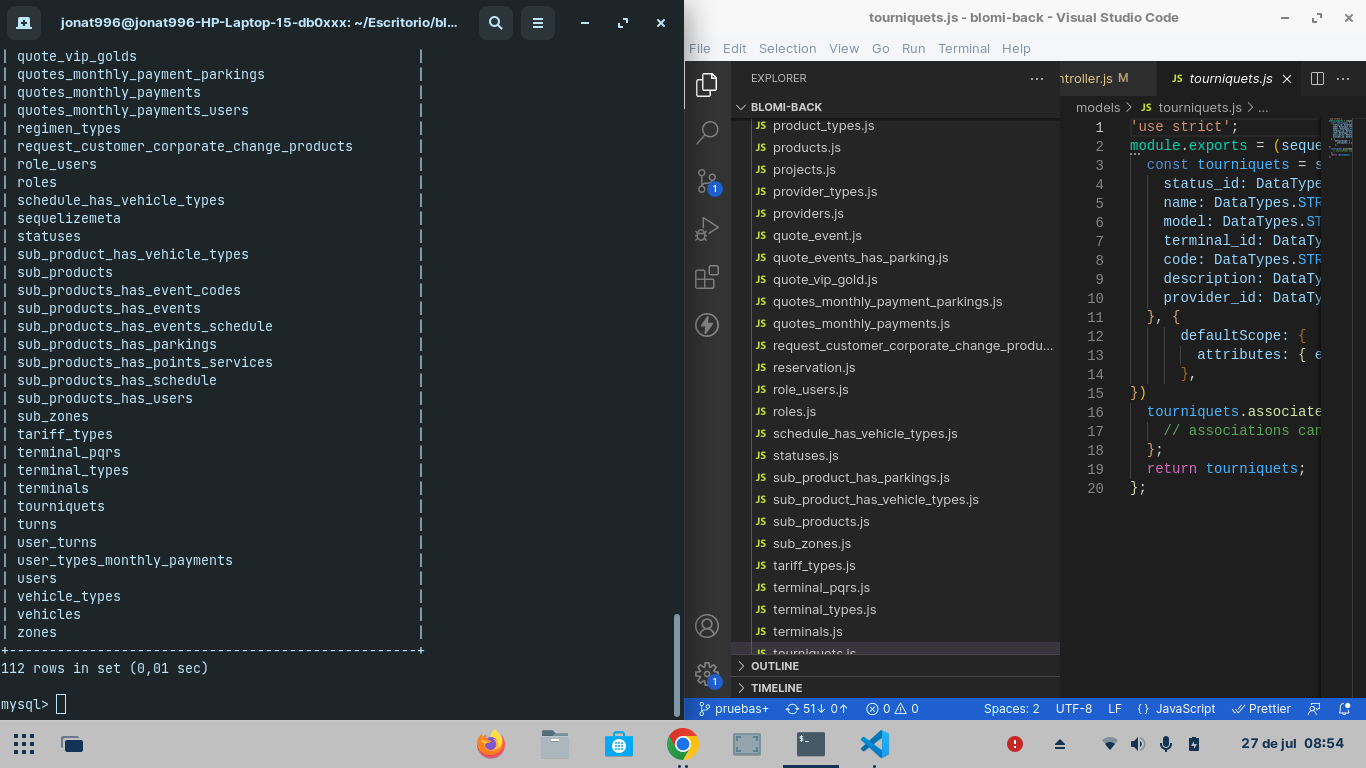 jonat996@jonat996-HP-Laptop-15-db0xxx: ~/Escritorio/bl...
| quote_vip_golds |
| quotes_monthly_payment_parkings |
| quotes_monthly_payments |
| quotes_monthly_payments_users |
| regimen_types |
| request_customer_corporate_change_products |
| role_users |
| roles |
| schedule_has_vehicle_types |
| sequelizemeta |
| statuses |
| sub_product_has_vehicle_types |
| sub_products |
| sub_products_has_event_codes |
| sub_products_has_events |
| sub_products_has_events_schedule |
| sub_products_has_parkings |
| sub_products_has_points_services |
| sub_products_has_schedule |
| sub_products_has_users |
| sub_zones |
| tariff_types |
| terminal_pqrs |
| terminal_types |
| terminals |
| tourniquets |
| turns |
| user_turns |
| user_types_monthly_payments |
| users |
| vehicle_types |
| vehicles |
| zones |
+--------------------------------------------------+
112 rows in set (0,01 sec)
mysql>
tourniquets.js - blomi-back - Visual Studio Code
File Edit Selection View Go Run Terminal Help
EXPLORER ...
BLOMI-BACK
JS product_types.js
JS products.js
JS projects.js
JS provider_types.js
JS providers.js
JS quote_event.js
JS quote_events_has_parking.js
JS quote_vip_gold.js
JS quotes_monthly_payment_parkings.js
JS quotes_monthly_payments.js
JS request_customer_corporate_change_produ...
JS reservation.js
JS role_users.js
JS roles.js
JS schedule_has_vehicle_types.js
JS statuses.js
JS sub_product_has_parkings.js
JS sub_product_has_vehicle_types.js
JS sub_products.js
JS sub_zones.js
JS tariff_types.js
JS terminal_pqrs.js
JS terminal_types.js
JS terminals.js
JS tourniquets.js
OUTLINE
TIMELINE
1
1
ntroller.js M JS tourniquets.js ...
models > JS tourniquets.js > ...
1 'use strict';
2 module.exports = (seque
3 const tourniquets = s
4 status_id: DataType
5 name: DataTypes.STR
6 model: DataTypes.ST
7 terminal_id: DataTy
8 code: DataTypes.STR
9 description: DataTy
10 provider_id: DataTy
11 }, {
12 defaultScope: {
13 attributes: { e
14 },
15 })
16 tourniquets.associate
17 // associations can
18 };
19 return tourniquets;
20 };
pruebas+ 51↓ 0↑ 0 0 Spaces: 2 UTF-8 LF {} JavaScript Prettier
27 de jul 08:54